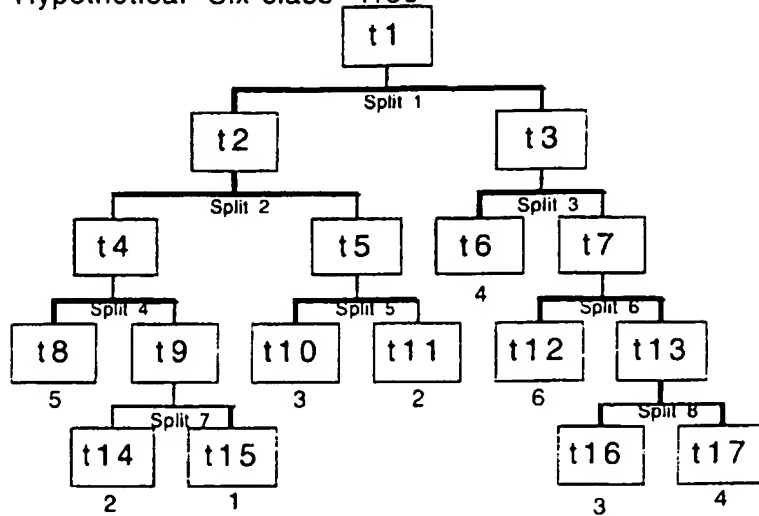 Hypothetical Six-class Tree
t1
Split 1
t2 t3
Split 2 Split 3
t4 t5 t6 t7
4
Split 4 Split 5 Split 6
t8 t9 t10 t11 t12 t13
5 3 2 6
Split 7 Split 8
t14 t15 t16 t17
2 1 3 4